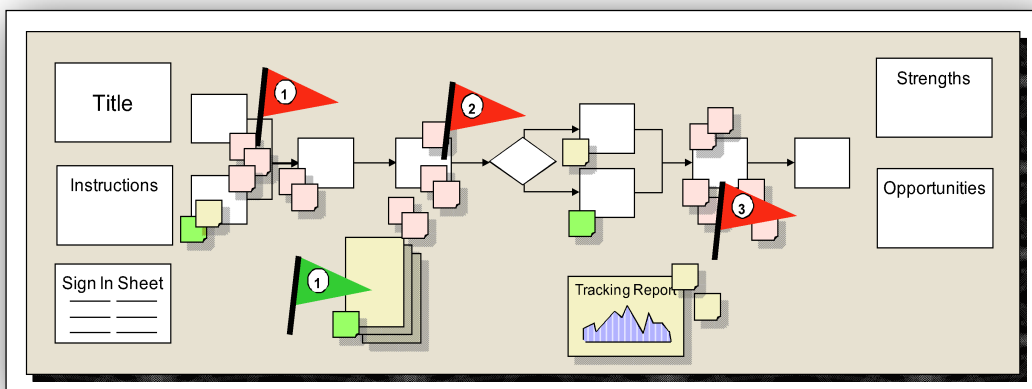 Title
Instructions
Sign In Sheet
1
2
1
3
Tracking Report
Strengths
Opportunities